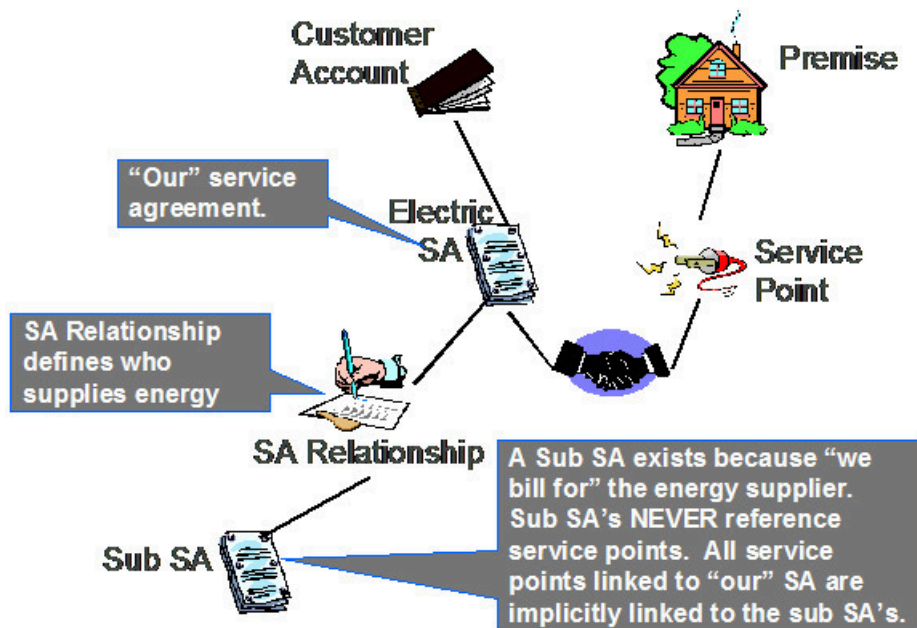 Customer
Account
Premise
“Our” service
agreement.
Electric
SA
Service
Point
SA Relationship
defines who
supplies energy
SA Relationship
A Sub SA exists because “we
bill for” the energy supplier.
Sub SA’s NEVER reference
service points. All service
points linked to “our” SA are
implicitly linked to the sub SA’s.
Sub SA